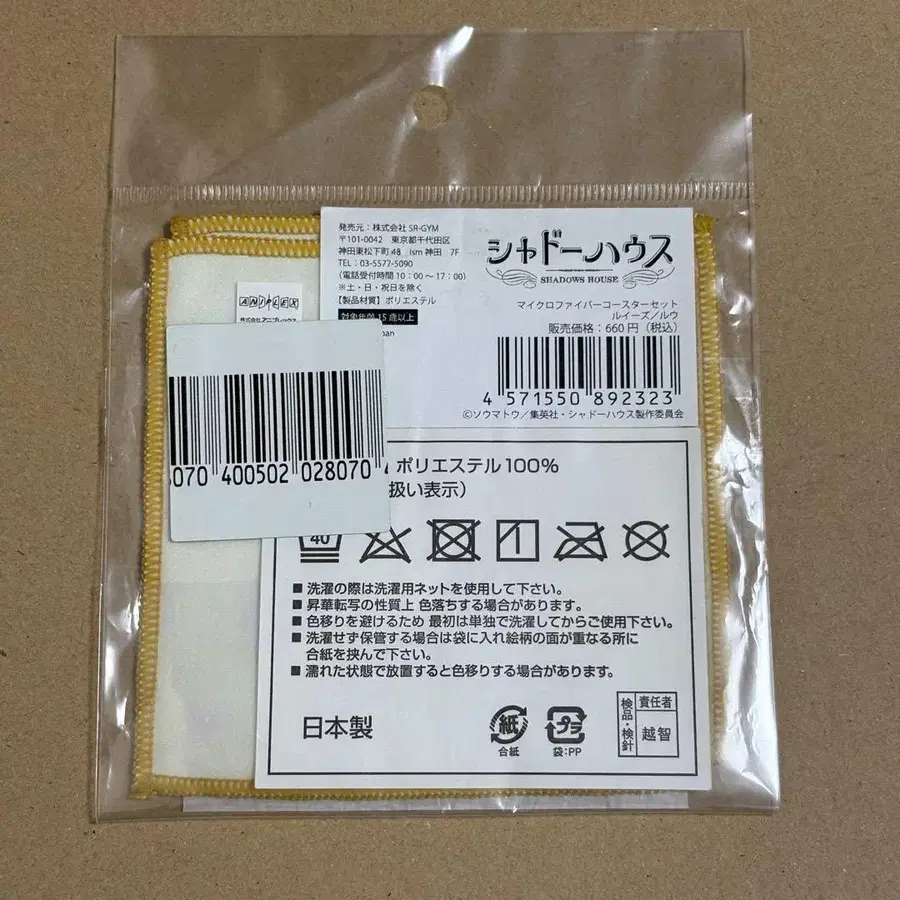 発売元：株式会社 SR-GYM
〒101-0042 東京都千代田区
神田東松下町 48 ism 神田 7F
TEL：03-5577-5090
（電話受付時間 10：00～17：00）
※土・日・祝日を除く
【製品材質】ポリエステル
対象年齢 15 歳以上
シャドーハウス
SHADOWS HOUSE
マイクロファイバーコースターセット
ルイーズ／ルウ
販売価格：660 円（税込）
4 571550 892323
©ソウマトウ／集英社・シャドーハウス製作委員会
ANIPLEX
株式会社アニプレックス
070 400502 028070
ポリエステル100%
扱い表示）
40
■ 洗濯の際は洗濯用ネットを使用して下さい。
■ 昇華転写の性質上 色落ちする場合があります。
■ 色移りを避けるため 最初は単独で洗濯してからご使用下さい。
■ 洗濯せず保管する場合は袋に入れ絵柄の面が重なる所に
合紙を挟んで下さい。
■ 濡れた状態で放置すると色移りする場合があります。
日本製
紙
合紙
プラ
袋：PP
検品・検針
責任者
越智